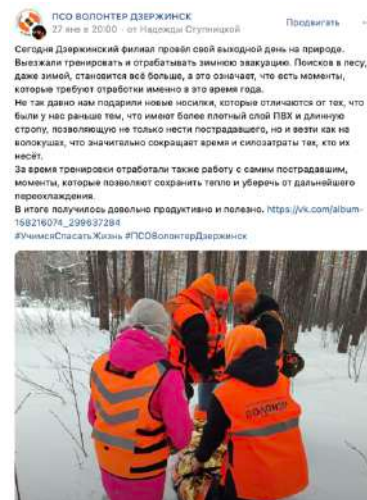 ПСО ВОЛОНТЕР ДЗЕРЖИНСК
27 янв в 20:00 · от Надежды Ступницкой
Продвигать
Сегодня Дзержинский филиал провёл свой выходной день на природе.
Выезжали тренировать и отрабатывать зимнюю эвакуацию. Поисков в лесу,
даже зимой, становится всё больше, а это означает, что есть моменты,
которые требуют отработки именно в это время года.
Не так давно нам подарили новые носилки, которые отличаются от тех, что
были у нас раньше тем, что имеют более плотный слой ПВХ и длинную
стропу, позволяющую не только нести пострадавшего, но и везти как на
волокушах, что значительно сокращает время и силозатраты тех, кто их
несёт.
За время тренировки отработали также работу с самим пострадавшим,
моменты, которые позволяют сохранить тепло и уберечь от дальнейшего
переохлаждения.
В итоге получилось довольно продуктивно и полезно. https://vk.com/album-
158216074_299637284
#УчимсяСпасатьЖизнь #ПСОВолонтерДзержинск
ВОЛОНТЕР